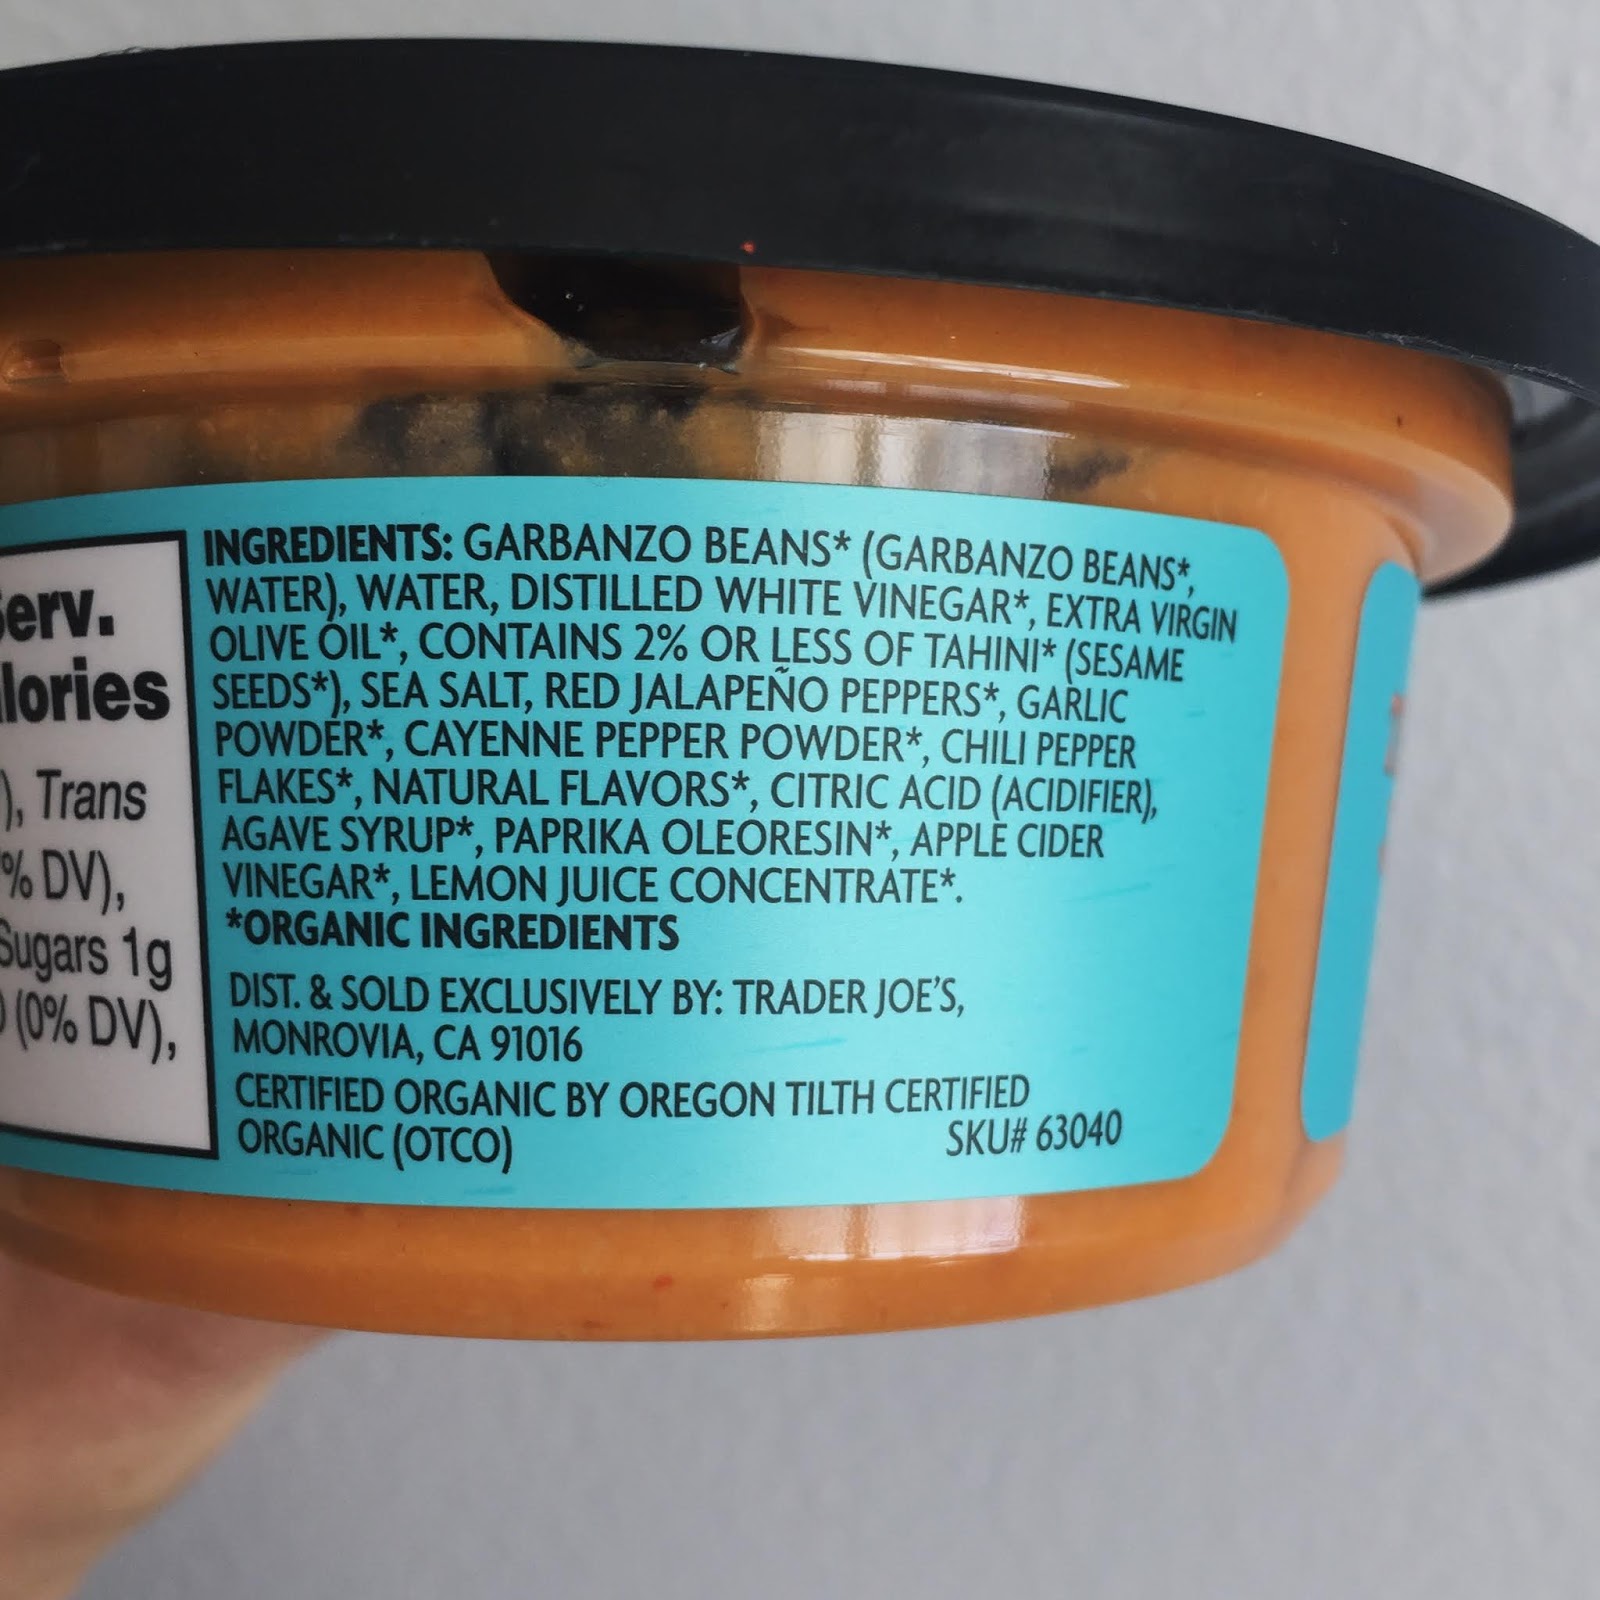 Serv.
lories
), Trans
% DV),
Sugars 1g
(0% DV),
INGREDIENTS: GARBANZO BEANS* (GARBANZO BEANS*,
WATER), WATER, DISTILLED WHITE VINEGAR*, EXTRA VIRGIN
OLIVE OIL*, CONTAINS 2% OR LESS OF TAHINI* (SESAME
SEEDS*), SEA SALT, RED JALAPEÑO PEPPERS*, GARLIC
POWDER*, CAYENNE PEPPER POWDER*, CHILI PEPPER
FLAKES*, NATURAL FLAVORS*, CITRIC ACID (ACIDIFIER),
AGAVE SYRUP*, PAPRIKA OLEORESIN*, APPLE CIDER
VINEGAR*, LEMON JUICE CONCENTRATE*.
*ORGANIC INGREDIENTS
DIST. & SOLD EXCLUSIVELY BY: TRADER JOE'S,
MONROVIA, CA 91016
CERTIFIED ORGANIC BY OREGON TILTH CERTIFIED
ORGANIC (OTCO)
SKU# 63040